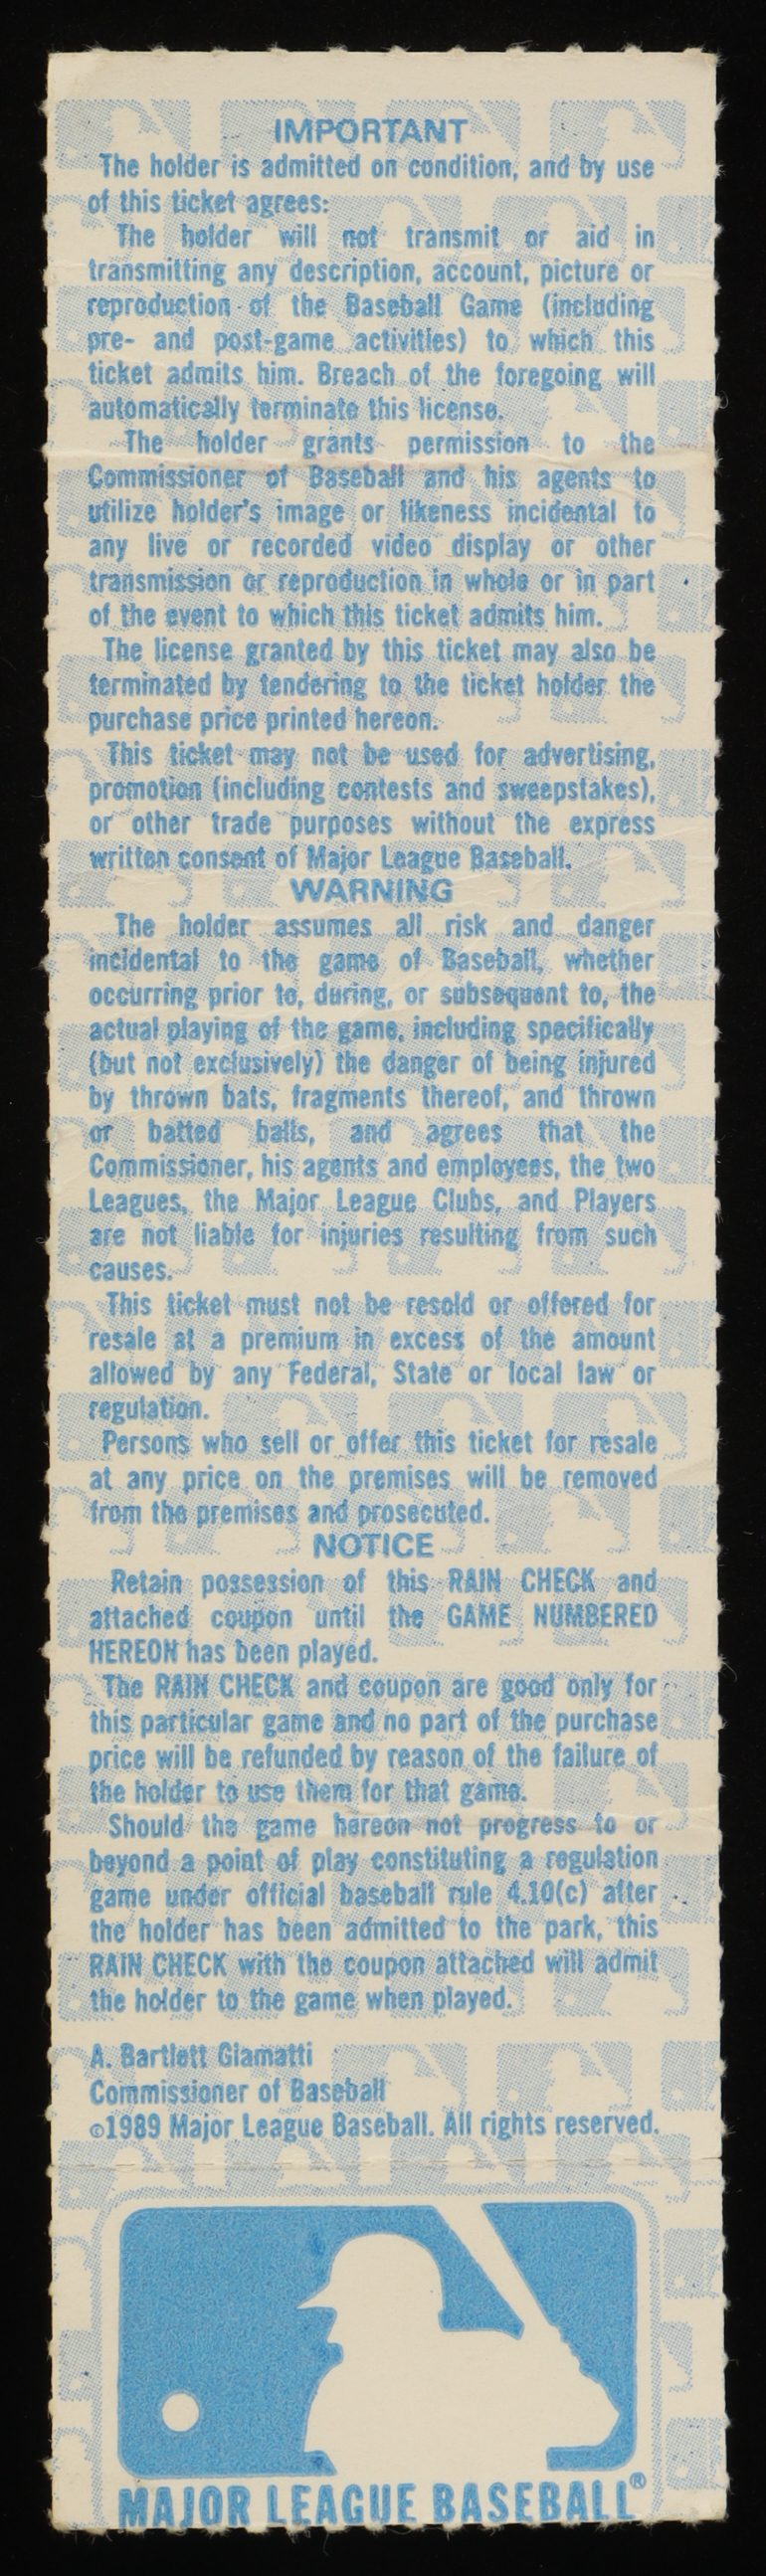 IMPORTANT
The holder is admitted on condition, and by use
of this ticket agrees:
The holder will not transmit or aid in
transmitting any description, account, picture or
reproduction of the Baseball Game (including
pre- and post-game activities) to which this
ticket admits him. Breach of the foregoing will
automatically terminate this license.
The holder grants permission to the
Commissioner of Baseball and his agents to
utilize holder's image or likeness incidental to
any live or recorded video display or other
transmission or reproduction in whole or in part
of the event to which this ticket admits him.
The license granted by this ticket may also be
terminated by tendering to the ticket holder the
purchase price printed hereon.
This ticket may not be used for advertising,
promotion (including contests and sweepstakes),
or other trade purposes without the express
written consent of Major League Baseball.
WARNING
The holder assumes all risk and danger
incidental to the game of Baseball, whether
occurring prior to, during, or subsequent to, the
actual playing of the game, including specifically
(but not exclusively) the danger of being injured
by thrown bats, fragments thereof, and thrown
or batted balls, and agrees that the
Commissioner, his agents and employees, the two
Leagues, the Major League Clubs, and Players
are not liable for injuries resulting from such
causes.
This ticket must not be resold or offered for
resale at a premium in excess of the amount
allowed by any Federal, State or local law or
regulation.
Persons who sell or offer this ticket for resale
at any price on the premises will be removed
from the premises and prosecuted.
NOTICE
Retain possession of this RAIN CHECK and
attached coupon until the GAME NUMBERED
HEREON has been played.
The RAIN CHECK and coupon are good only for
this particular game and no part of the purchase
price will be refunded by reason of the failure of
the holder to use them for that game.
Should the game hereon not progress to or
beyond a point of play constituting a regulation
game under official baseball rule 4.10(c) after
the holder has been admitted to the park, this
RAIN CHECK with the coupon attached will admit
the holder to the game when played.
A. Bartlett Giamatti
Commissioner of Baseball
©1989 Major League Baseball. All rights reserved.
MAJOR LEAGUE BASEBALL®